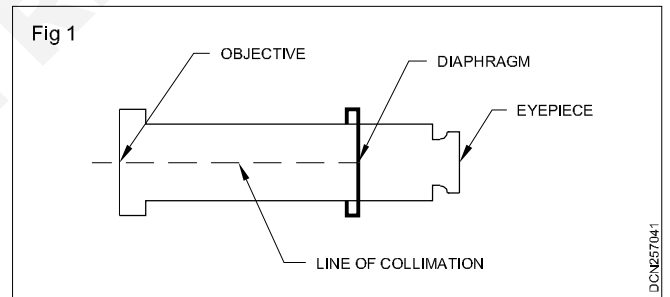 Fig 1
OBJECTIVE
DIAPHRAGM
EYEPIECE
LINE OF COLLIMATION
DCN257041